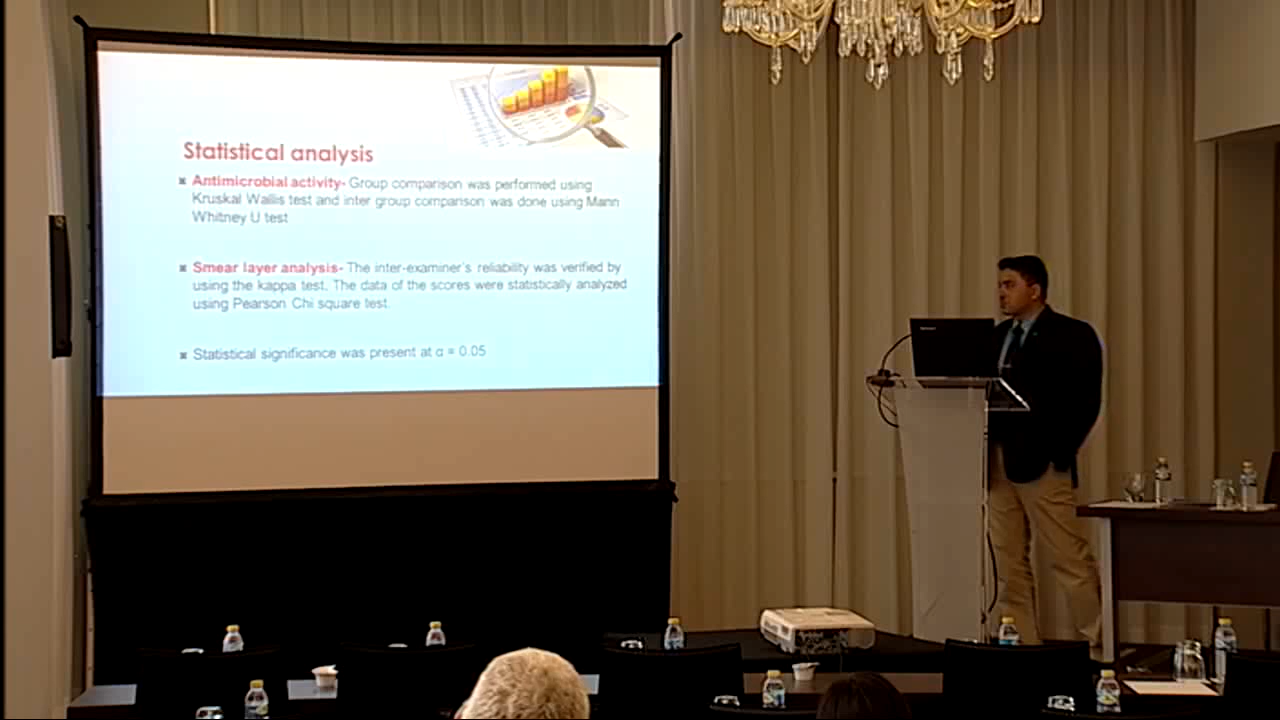 Statistical analysis
Antimicrobial activity- Group comparison was performed using
Kruskal Wallis test and inter group comparison was done using Mann
Whitney U test
Smear layer analysis- The inter-examiner's reliability was verified by
using the kappa test. The data of the scores were statistically analyzed
using Pearson Chi square test.
Statistical significance was present at α = 0.05